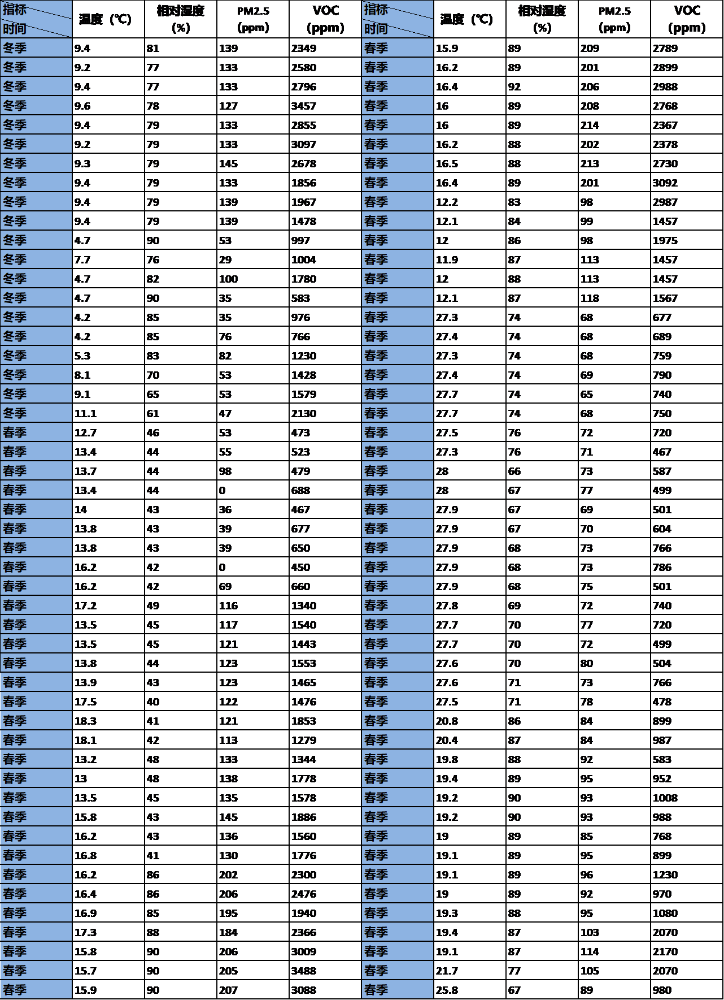 指标 温度（℃） 相对湿度 PM2.5 VOC 指标 温度（℃） 相对湿度 PM2.5 VOC
时间 （%） （ppm） （ppm） 时间 （%） （ppm） （ppm）
冬季 9.4 81 139 2349 春季 15.9 89 209 2789
冬季 9.2 77 133 2580 春季 16.2 89 201 2899
冬季 9.4 77 133 2796 春季 16.4 92 206 2988
冬季 9.6 78 127 3457 春季 16 89 208 2768
冬季 9.4 79 133 2855 春季 16 89 214 2367
冬季 9.2 79 133 3097 春季 16.2 88 202 2378
冬季 9.3 79 145 2678 春季 16.5 88 213 2730
冬季 9.4 79 133 1856 春季 16.4 89 201 3092
冬季 9.4 79 139 1967 春季 12.2 83 98 2987
冬季 9.4 79 139 1478 春季 12.1 84 99 1457
冬季 4.7 90 53 997 春季 12 86 98 1975
冬季 7.7 76 29 1004 春季 11.9 87 113 1457
冬季 4.7 82 100 1780 春季 12 88 113 1457
冬季 4.7 90 35 583 春季 12.1 87 118 1567
冬季 4.2 85 35 976 春季 27.3 74 68 677
冬季 4.2 85 76 766 春季 27.4 74 68 689
冬季 5.3 83 82 1230 春季 27.3 74 68 759
冬季 8.1 70 53 1428 春季 27.4 74 69 790
冬季 9.1 65 53 1579 春季 27.7 74 65 740
冬季 11.1 61 47 2130 春季 27.7 74 68 750
春季 12.7 46 53 473 春季 27.5 76 72 720
春季 13.4 44 55 523 春季 27.3 76 71 467
春季 13.7 44 98 479 春季 28 66 73 587
春季 13.4 44 0 688 春季 28 67 77 499
春季 14 43 36 467 春季 27.9 67 69 501
春季 13.8 43 39 677 春季 27.9 67 70 604
春季 13.8 43 39 650 春季 27.9 68 73 766
春季 16.2 42 0 450 春季 27.9 68 73 786
春季 16.2 42 69 660 春季 27.9 68 75 501
春季 17.2 49 116 1340 春季 27.8 69 72 740
春季 13.5 45 117 1540 春季 27.7 70 77 720
春季 13.5 45 121 1443 春季 27.7 70 72 499
春季 13.8 44 123 1553 春季 27.6 70 80 504
春季 13.9 43 123 1465 春季 27.6 71 73 766
春季 17.5 40 122 1476 春季 27.5 71 78 478
春季 18.3 41 121 1853 春季 20.8 86 84 899
春季 18.1 42 113 1279 春季 20.4 87 84 987
春季 13.2 48 133 1344 春季 19.8 88 92 583
春季 13 48 138 1778 春季 19.4 89 95 952
春季 13.5 45 135 1578 春季 19.2 90 93 1008
春季 15.8 43 145 1886 春季 19.2 90 93 988
春季 16.2 43 136 1560 春季 19 89 85 768
春季 16.8 41 130 1776 春季 19.1 89 95 899
春季 16.2 86 202 2300 春季 19.1 89 96 1230
春季 16.4 86 206 2476 春季 19 89 92 970
春季 16.9 85 195 1940 春季 19.3 88 95 1080
春季 17.3 88 184 2366 春季 19.4 87 103 2070
春季 15.8 90 206 3009 春季 19.1 87 114 2170
春季 15.7 90 205 3488 春季 21.7 77 105 2070
春季 15.9 90 207 3088 春季 25.8 67 89 980